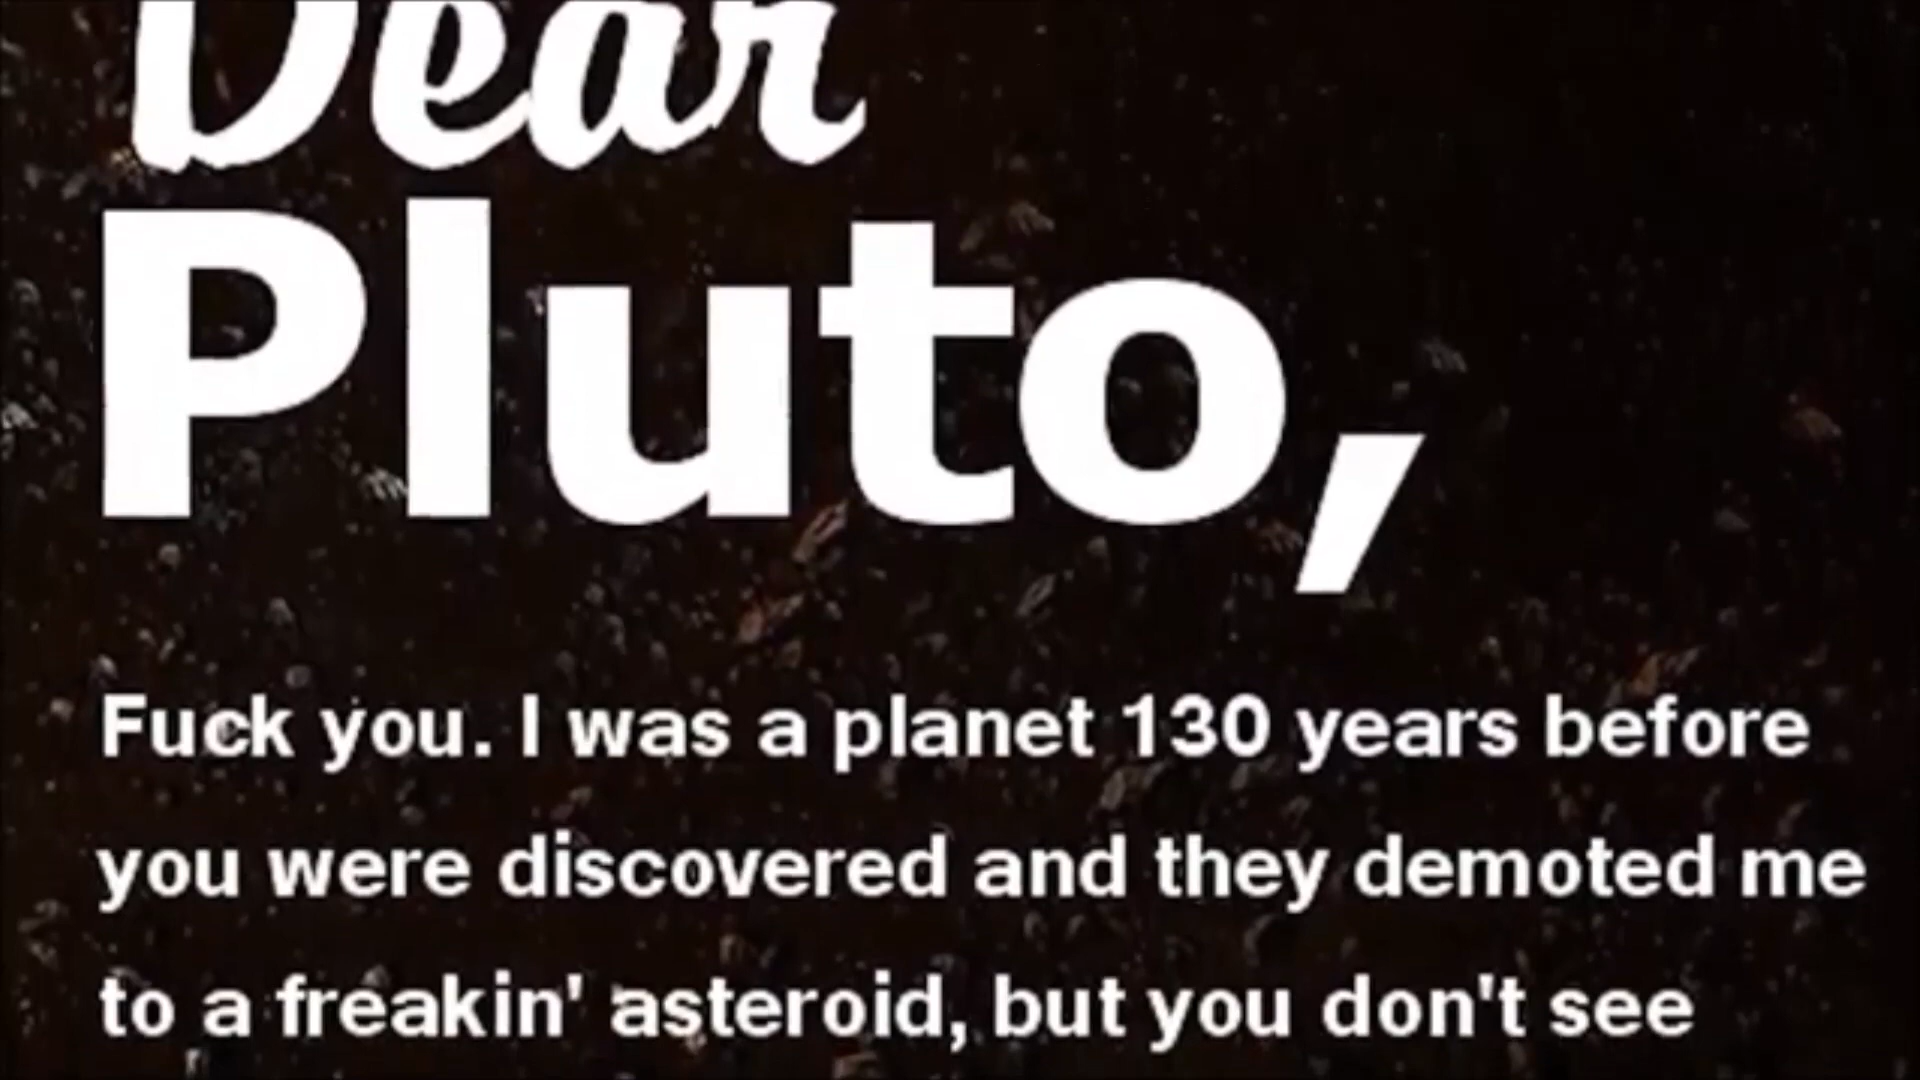 Dear
Pluto,
Fuck you. I was a planet 130 years before
you were discovered and they demoted me
to a freakin' asteroid, but you don't see